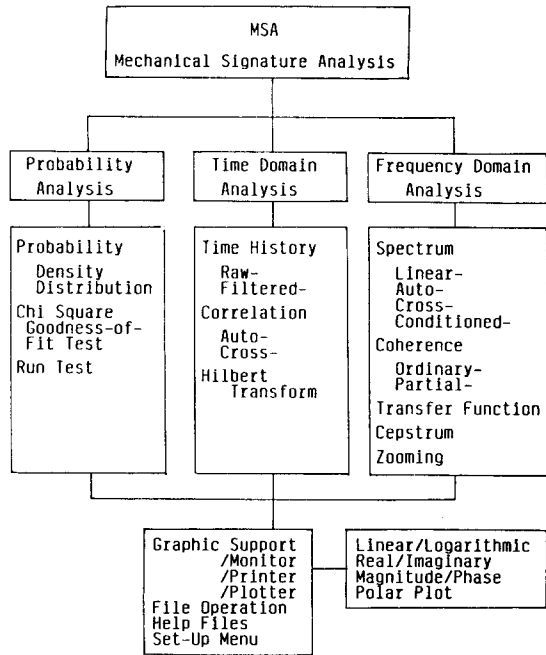 MSA
Mechanical Signature Analysis
Probability
Analysis
Time Domain
Analysis
Frequency Domain
Analysis
Probability
Density
Distribution
Chi Square
Goodness-of-
Fit Test
Run Test
Time History
Raw-
Filtered-
Correlation
Auto-
Cross-
Hilbert
Transform
Spectrum
Linear-
Auto-
Cross-
Conditioned-
Coherence
Ordinary-
Partial-
Transfer Function
Cepstrum
Zooming
Graphic Support
/Monitor
/Printer
/Plotter
File Operation
Help Files
Set-Up Menu
Linear/Logarithmic
Real/Imaginary
Magnitude/Phase
Polar Plot